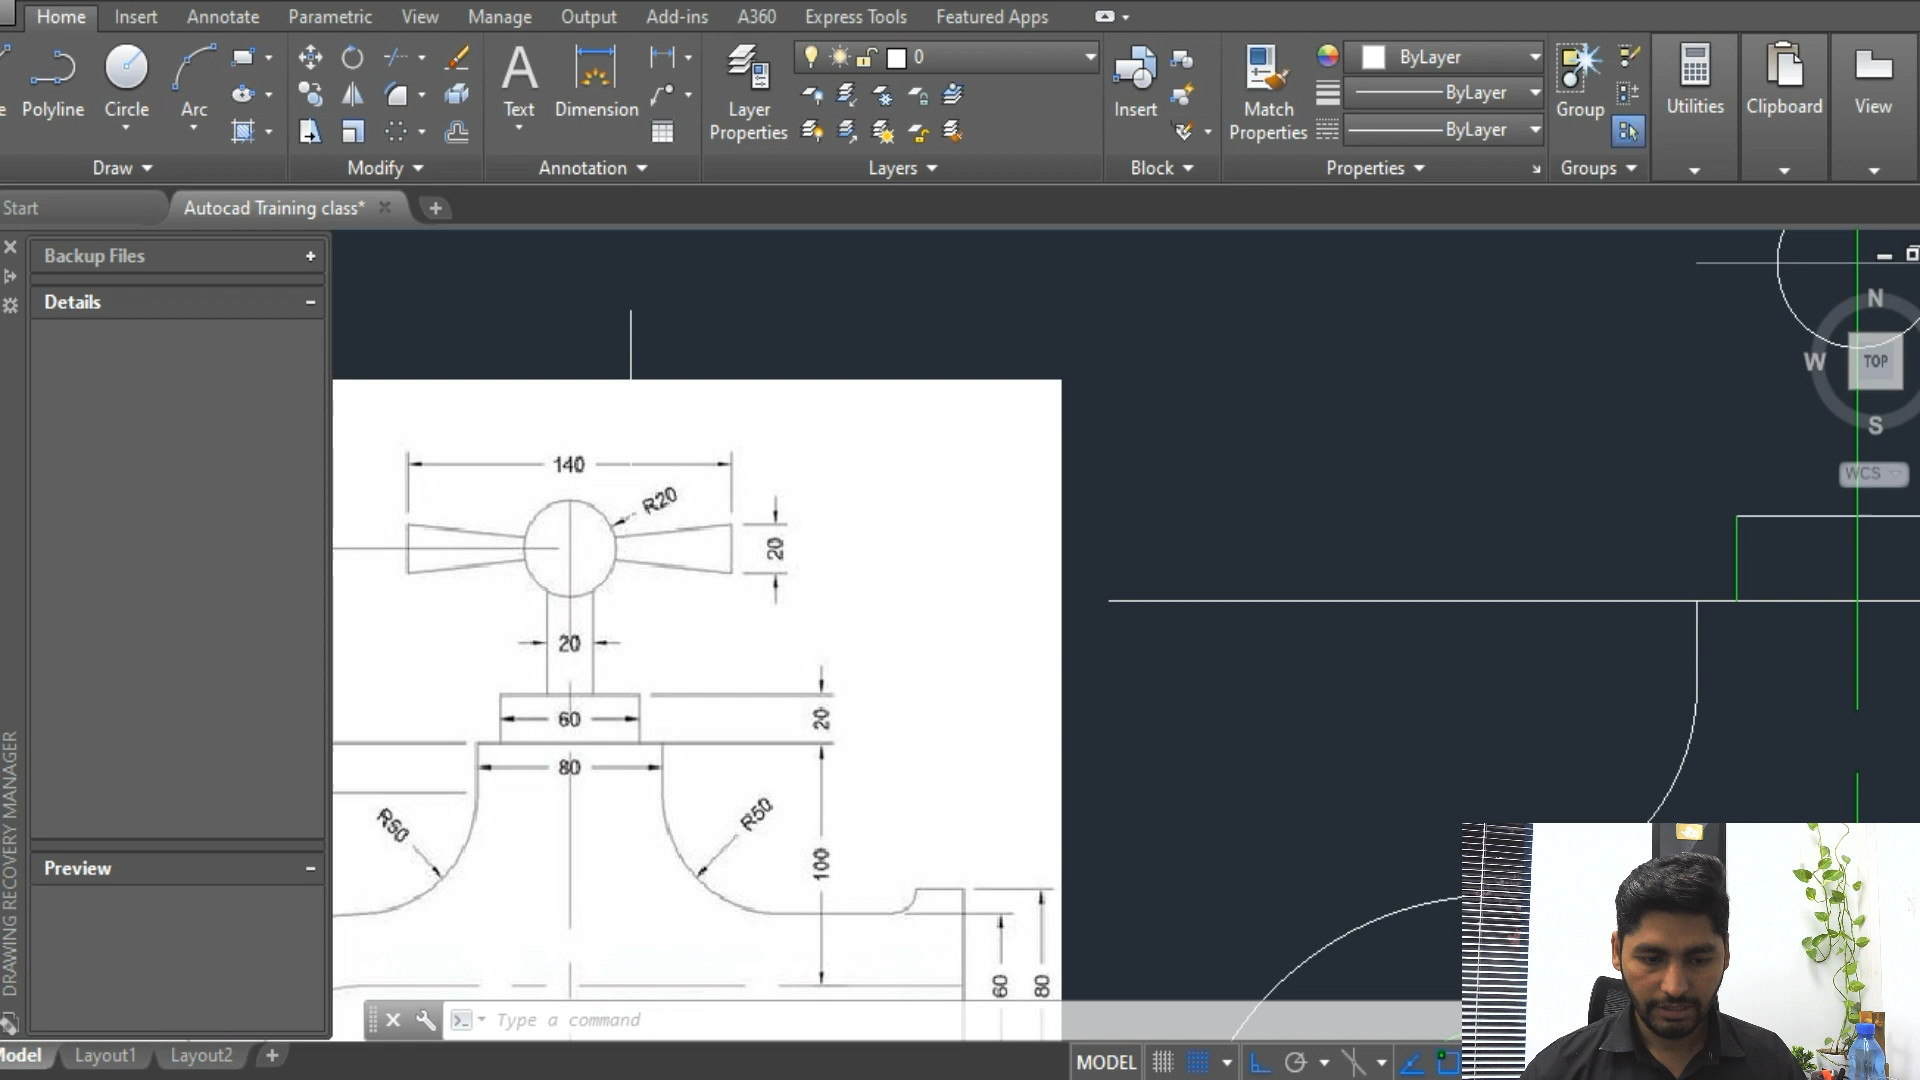 Home Insert Annotate Parametric View Manage Output Add-ins A360 Express Tools Featured Apps
Polyline Circle Arc Text Dimension Layer Properties 0 Insert Match Properties ByLayer Group Utilities Clipboard View
ByLayer
ByLayer
Draw Modify Annotation Layers Block Properties Groups
Start Autocad Training class*
Backup Files
Details
Preview
DRAWING RECOVERY MANAGER
N
W TOP
S
WCS
140
R20
20
20
60
20
80
R50
100
60
80
Type a command
Model Layout1 Layout2
MODEL